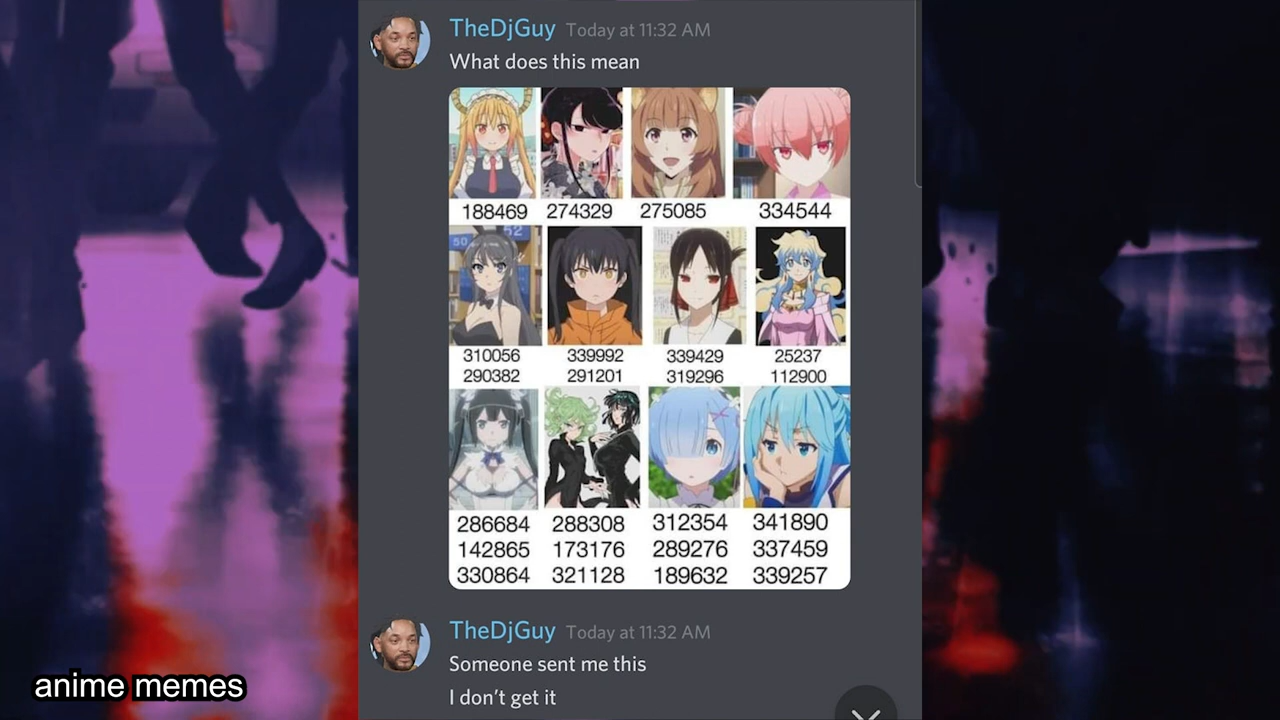 TheDjGuy Today at 11:32 AM
What does this mean
188469 274329 275085 334544
50 52
310056 339992 339429 25237
290382 291201 319296 112900
286684 288308 312354 341890
142865 173176 289276 337459
330864 321128 189632 339257
TheDjGuy Today at 11:32 AM
Someone sent me this
I don't get it
anime memes